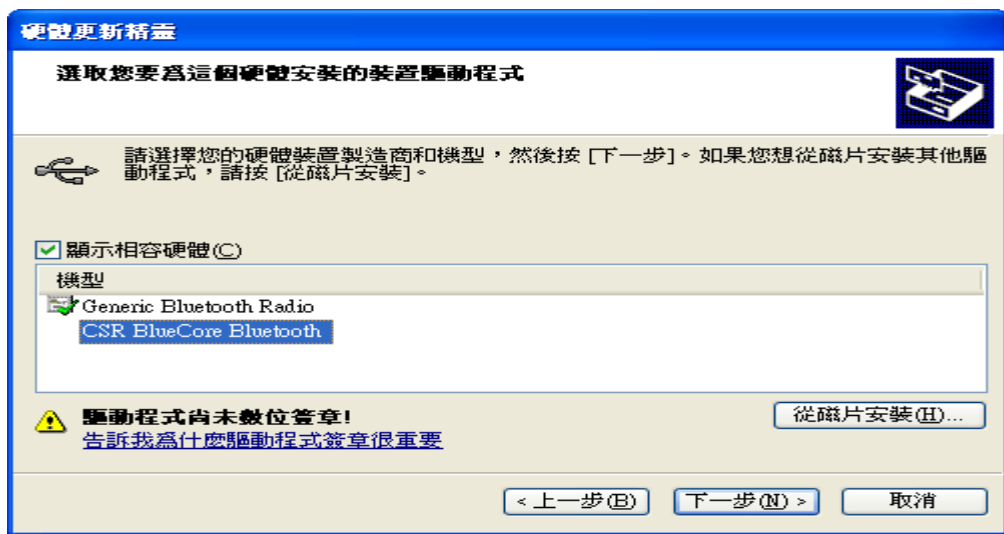 硬體更新精靈
選取您要為這個硬體安裝的裝置驅動程式
請選擇您的硬體裝置製造商和機型，然後按 [下一步]。如果您想從磁片安裝其他驅
動程式，請按 [從磁片安裝]。
顯示相容硬體(C)
機型
Generic Bluetooth Radio
CSR BlueCore Bluetooth
驅動程式尚未數位簽章!
從磁片安裝(H)...
告訴我為什麼驅動程式簽章很重要
< 上一步(B)
下一步(N) >
取消